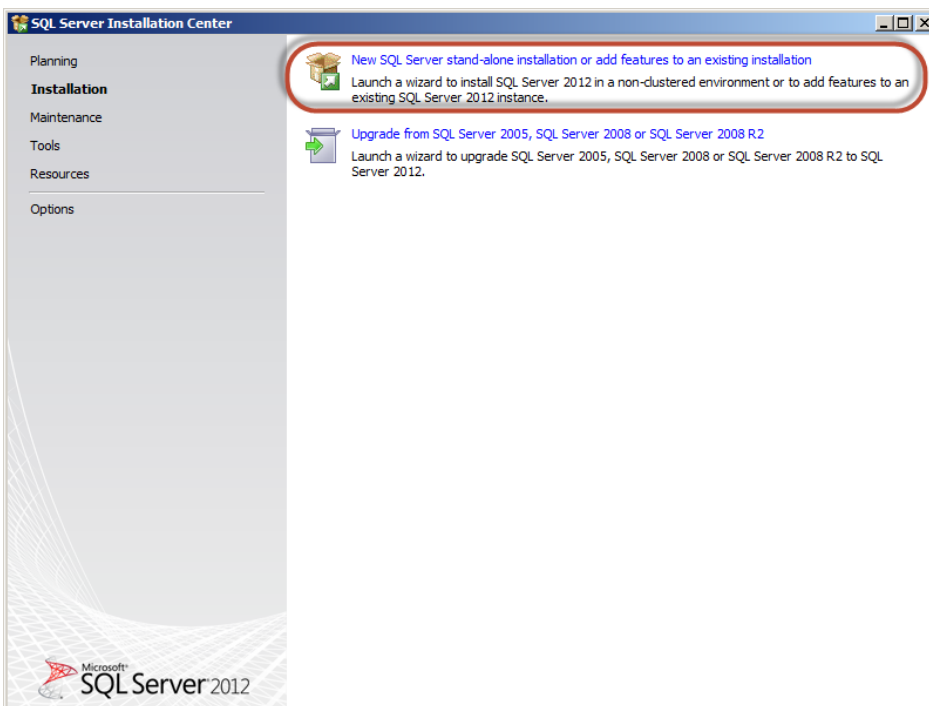 SQL Server Installation Center
Planning
Installation
Maintenance
Tools
Resources
Options
New SQL Server stand-alone installation or add features to an existing installation
Launch a wizard to install SQL Server 2012 in a non-clustered environment or to add features to an
existing SQL Server 2012 instance.
Upgrade from SQL Server 2005, SQL Server 2008 or SQL Server 2008 R2
Launch a wizard to upgrade SQL Server 2005, SQL Server 2008 or SQL Server 2008 R2 to SQL
Server 2012.
Microsoft®
SQL Server 2012